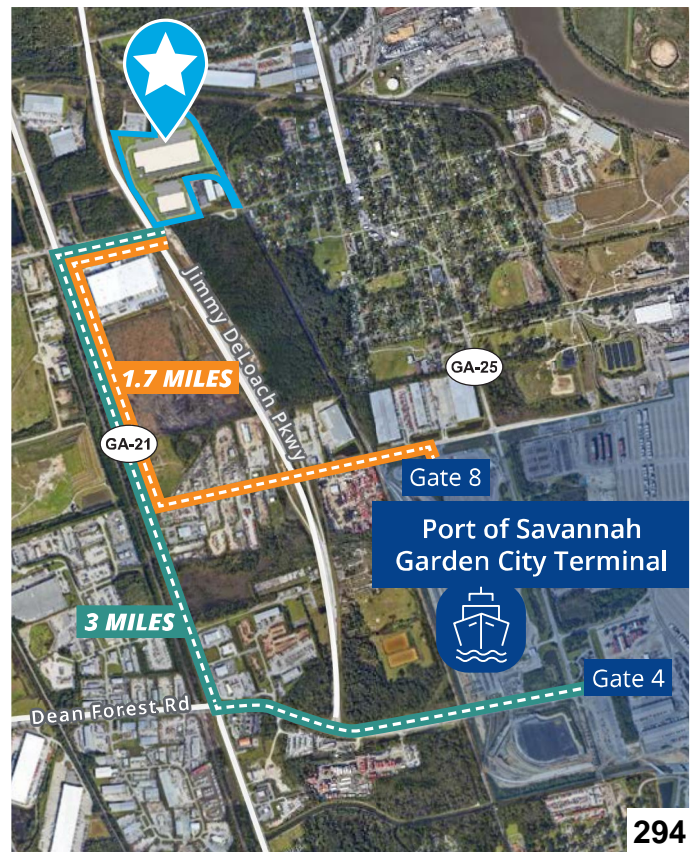 Jimmy DeLoach Pkwy
1.7 MILES
GA-25
GA-21
Gate 8
Port of Savannah
Garden City Terminal
3 MILES
Gate 4
Dean Forest Rd
294